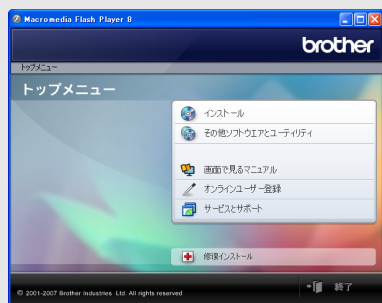 Macromedia Flash Player 8
brother
トップメニュー
トップメニュー
インストール
その他ソフトウエアとユーティリティ
画面で見るマニュアル
オンラインユーザー登録
サービスとサポート
修復インストール
© 2001-2007 Brother Industries Ltd. All rights reserved
終了